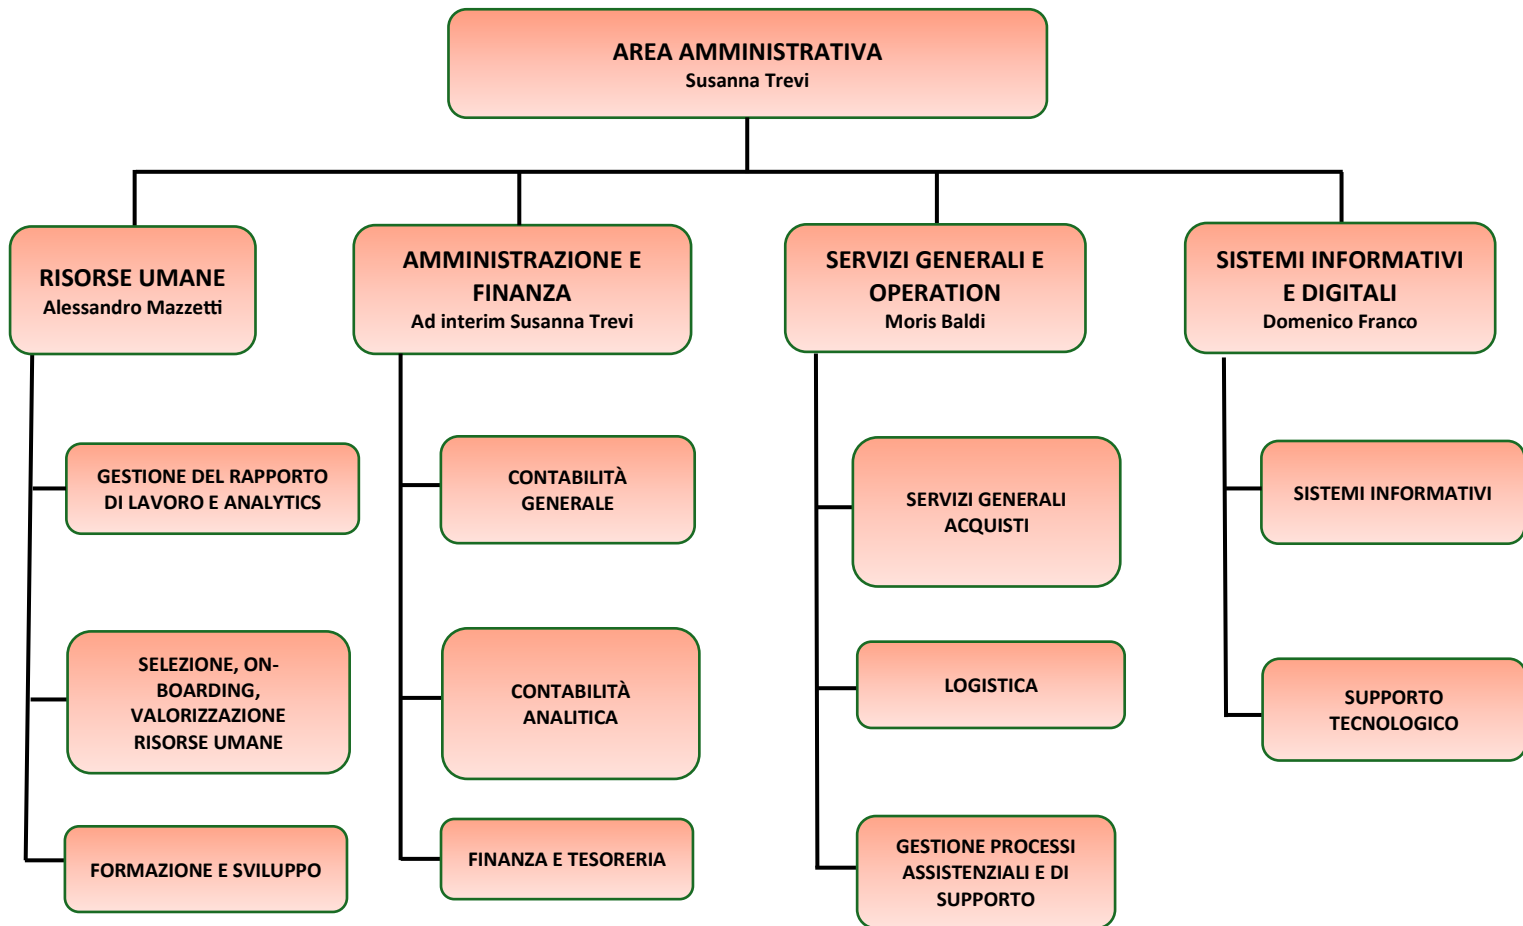 AREA AMMINISTRATIVA
Susanna Trevi
RISORSE UMANE
Alessandro Mazzetti
AMMINISTRAZIONE E
FINANZA
Ad interim Susanna Trevi
SERVIZI GENERALI E
OPERATION
Moris Baldi
SISTEMI INFORMATIVI
E DIGITALI
Domenico Franco
GESTIONE DEL RAPPORTO
DI LAVORO E ANALYTICS
SELEZIONE, ON-
BOARDING,
VALORIZZAZIONE
RISORSE UMANE
FORMAZIONE E SVILUPPO
CONTABILITÀ
GENERALE
CONTABILITÀ
ANALITICA
FINANZA E TESORERIA
SERVIZI GENERALI
ACQUISTI
LOGISTICA
GESTIONE PROCESSI
ASSISTENZIALI E DI
SUPPORTO
SISTEMI INFORMATIVI
SUPPORTO
TECNOLOGICO